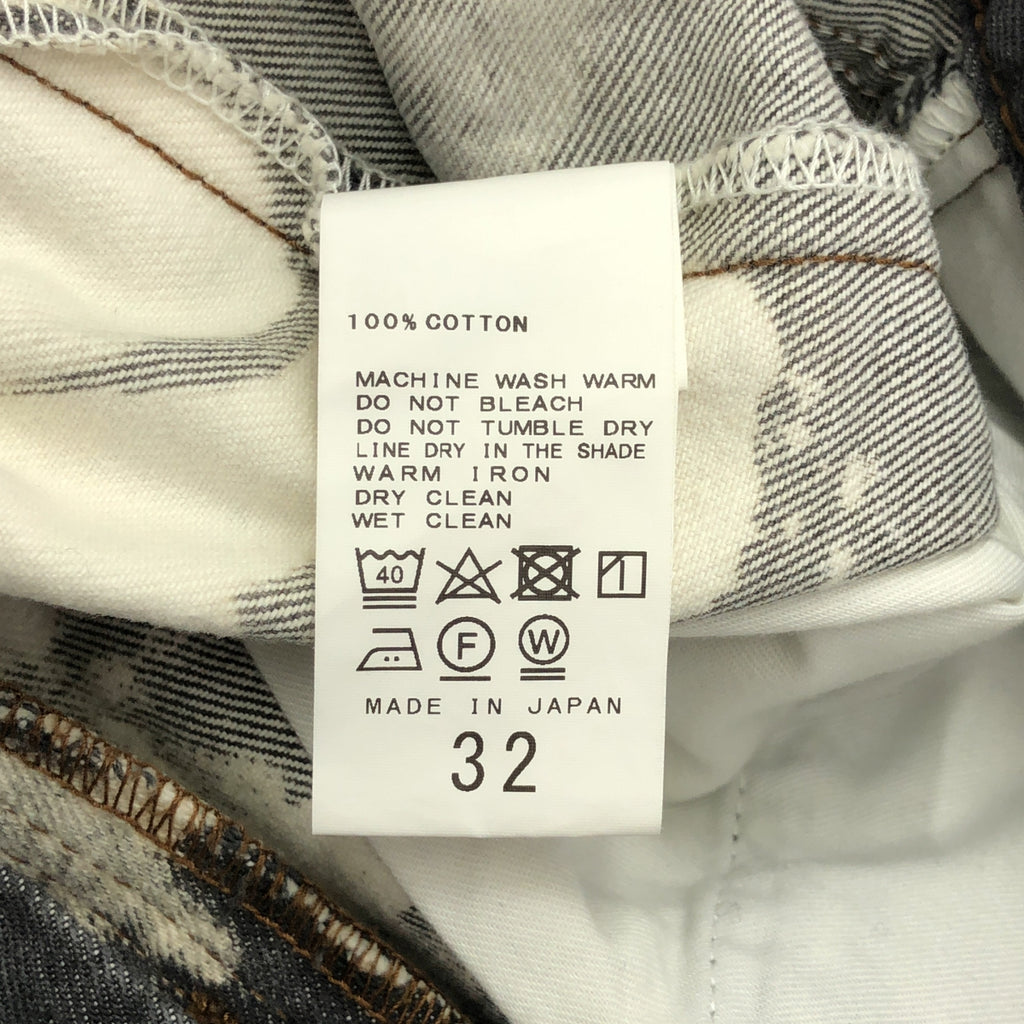 100% COTTON
MACHINE WASH WARM
DO NOT BLEACH
DO NOT TUMBLE DRY
LINE DRY IN THE SHADE
WARM IRON
DRY CLEAN
WET CLEAN
40
F W
MADE IN JAPAN
32